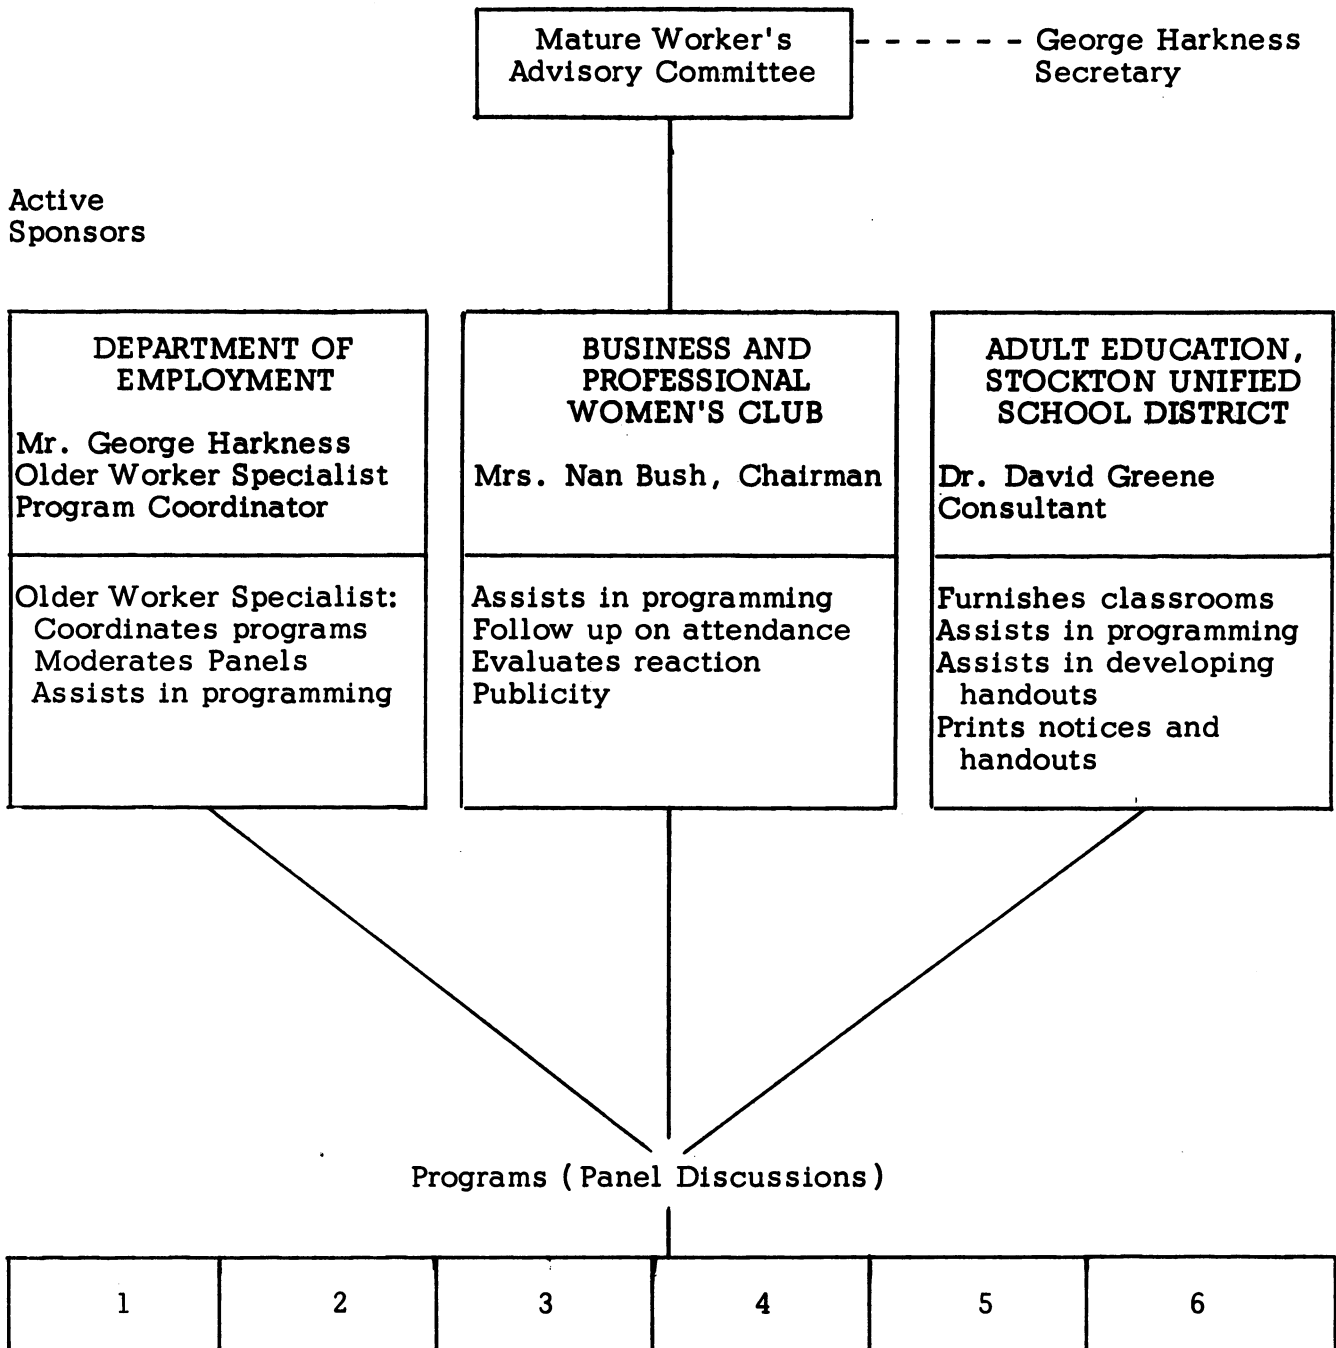 Mature Worker's
Advisory Committee
- - - - - - George Harkness
Secretary
Active
Sponsors
DEPARTMENT OF
EMPLOYMENT
Mr. George Harkness
Older Worker Specialist
Program Coordinator
Older Worker Specialist:
Coordinates programs
Moderates Panels
Assists in programming
BUSINESS AND
PROFESSIONAL
WOMEN'S CLUB
Mrs. Nan Bush, Chairman
Assists in programming
Follow up on attendance
Evaluates reaction
Publicity
ADULT EDUCATION,
STOCKTON UNIFIED
SCHOOL DISTRICT
Dr. David Greene
Consultant
Furnishes classrooms
Assists in programming
Assists in developing
handouts
Prints notices and
handouts
Programs (Panel Discussions)
1 2 3 4 5 6